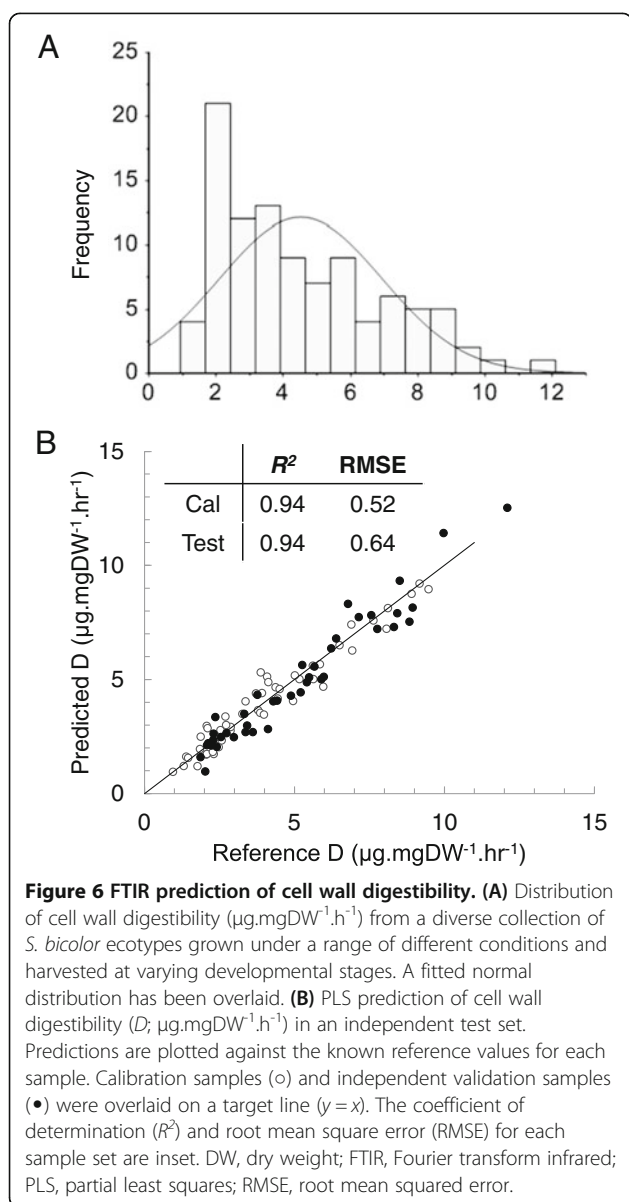 A
25
20
15
10
5
0
Frequency
0 2 4 6 8 10 12
B
15
10
5
0
Predicted D (µg.mgDW⁻¹.hr⁻¹)
R² RMSE
Cal 0.94 0.52
Test 0.94 0.64
0 5 10 15
Reference D (µg.mgDW⁻¹.hr⁻¹)
Figure 6 FTIR prediction of cell wall digestibility. (A) Distribution
of cell wall digestibility (µg.mgDW⁻¹.h⁻¹) from a diverse collection of
S. bicolor ecotypes grown under a range of different conditions and
harvested at varying developmental stages. A fitted normal
distribution has been overlaid. (B) PLS prediction of cell wall
digestibility (D; µg.mgDW⁻¹.h⁻¹) in an independent test set.
Predictions are plotted against the known reference values for each
sample. Calibration samples (○) and independent validation samples
(●) were overlaid on a target line (y = x). The coefficient of
determination (R²) and root mean square error (RMSE) for each
sample set are inset. DW, dry weight; FTIR, Fourier transform infrared;
PLS, partial least squares; RMSE, root mean squared error.